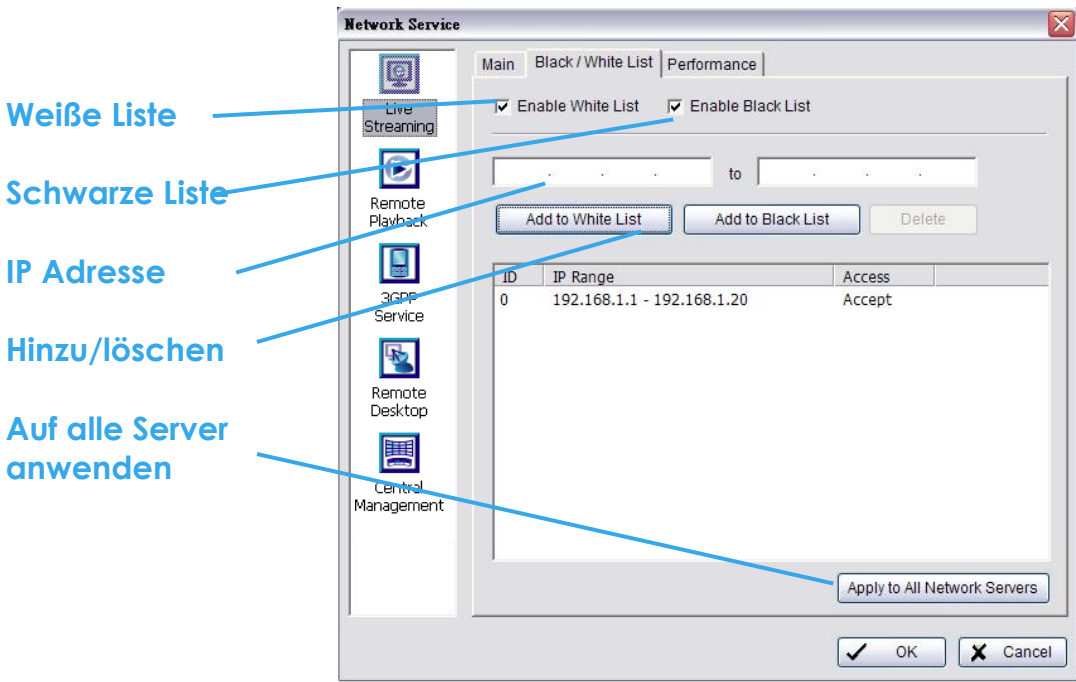 Network Service
Main
Black / White List
Performance
Weiße Liste
Schwarze Liste
IP Adresse
Hinzu/löschen
Auf alle Server
anwenden
Live
Streaming
Remote
Playback
3GPP
Service
Remote
Desktop
Central
Management
Enable White List
Enable Black List
to
Add to White List
Add to Black List
Delete
ID IP Range Access
0 192.168.1.1 - 192.168.1.20 Accept
Apply to All Network Servers
OK
Cancel